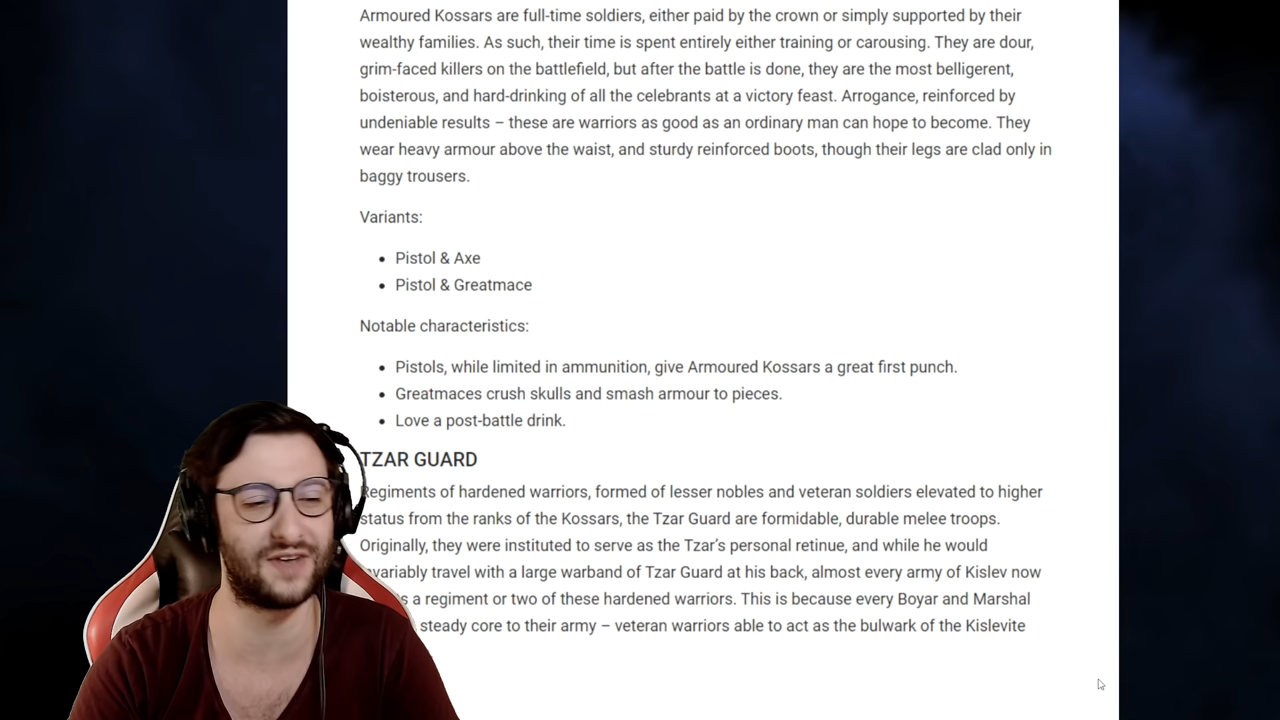 Armoured Kossars are full-time soldiers, either paid by the crown or simply supported by their
wealthy families. As such, their time is spent entirely either training or carousing. They are dour,
grim-faced killers on the battlefield, but after the battle is done, they are the most belligerent,
boisterous, and hard-drinking of all the celebrants at a victory feast. Arrogance, reinforced by
undeniable results – these are warriors as good as an ordinary man can hope to become. They
wear heavy armour above the waist, and sturdy reinforced boots, though their legs are clad only in
baggy trousers.
Variants:
• Pistol & Axe
• Pistol & Greatmace
Notable characteristics:
• Pistols, while limited in ammunition, give Armoured Kossars a great first punch.
• Greatmaces crush skulls and smash armour to pieces.
• Love a post-battle drink.
TZAR GUARD
Regiments of hardened warriors, formed of lesser nobles and veteran soldiers elevated to higher
status from the ranks of the Kossars, the Tzar Guard are formidable, durable melee troops.
Originally, they were instituted to serve as the Tzar's personal retinue, and while he would
invariably travel with a large warband of Tzar Guard at his back, almost every army of Kislev now
a regiment or two of these hardened warriors. This is because every Boyar and Marshal
steady core to their army – veteran warriors able to act as the bulwark of the Kislevite